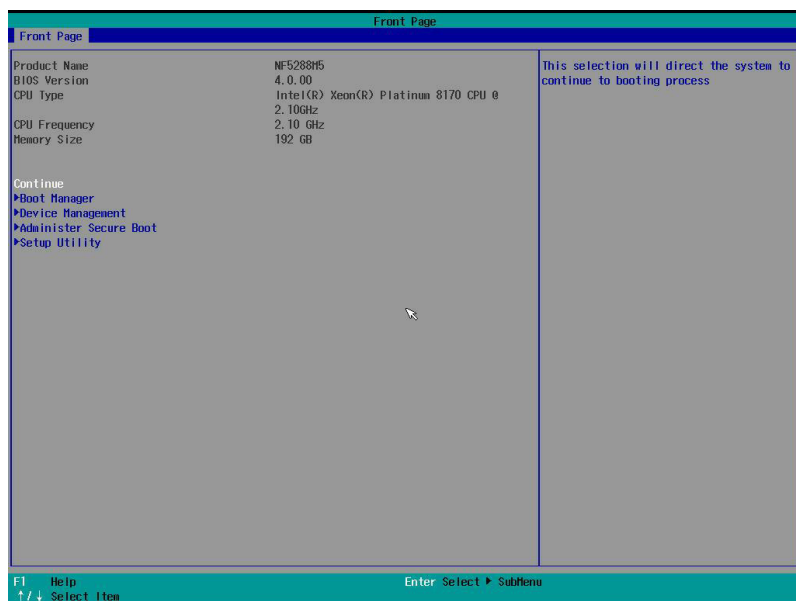 Front Page
Front Page
Product Name NF5288M5
BIOS Version 4.0.00
CPU Type Intel(R) Xeon(R) Platinum 8170 CPU @
2.10GHz
CPU Frequency 2.10 GHz
Memory Size 192 GB
Continue
▶Boot Manager
▶Device Management
▶Administer Secure Boot
▶Setup Utility
This selection will direct the system to
continue to booting process
F1 Help Enter Select ▶ SubMenu
↑/↓ Select Item